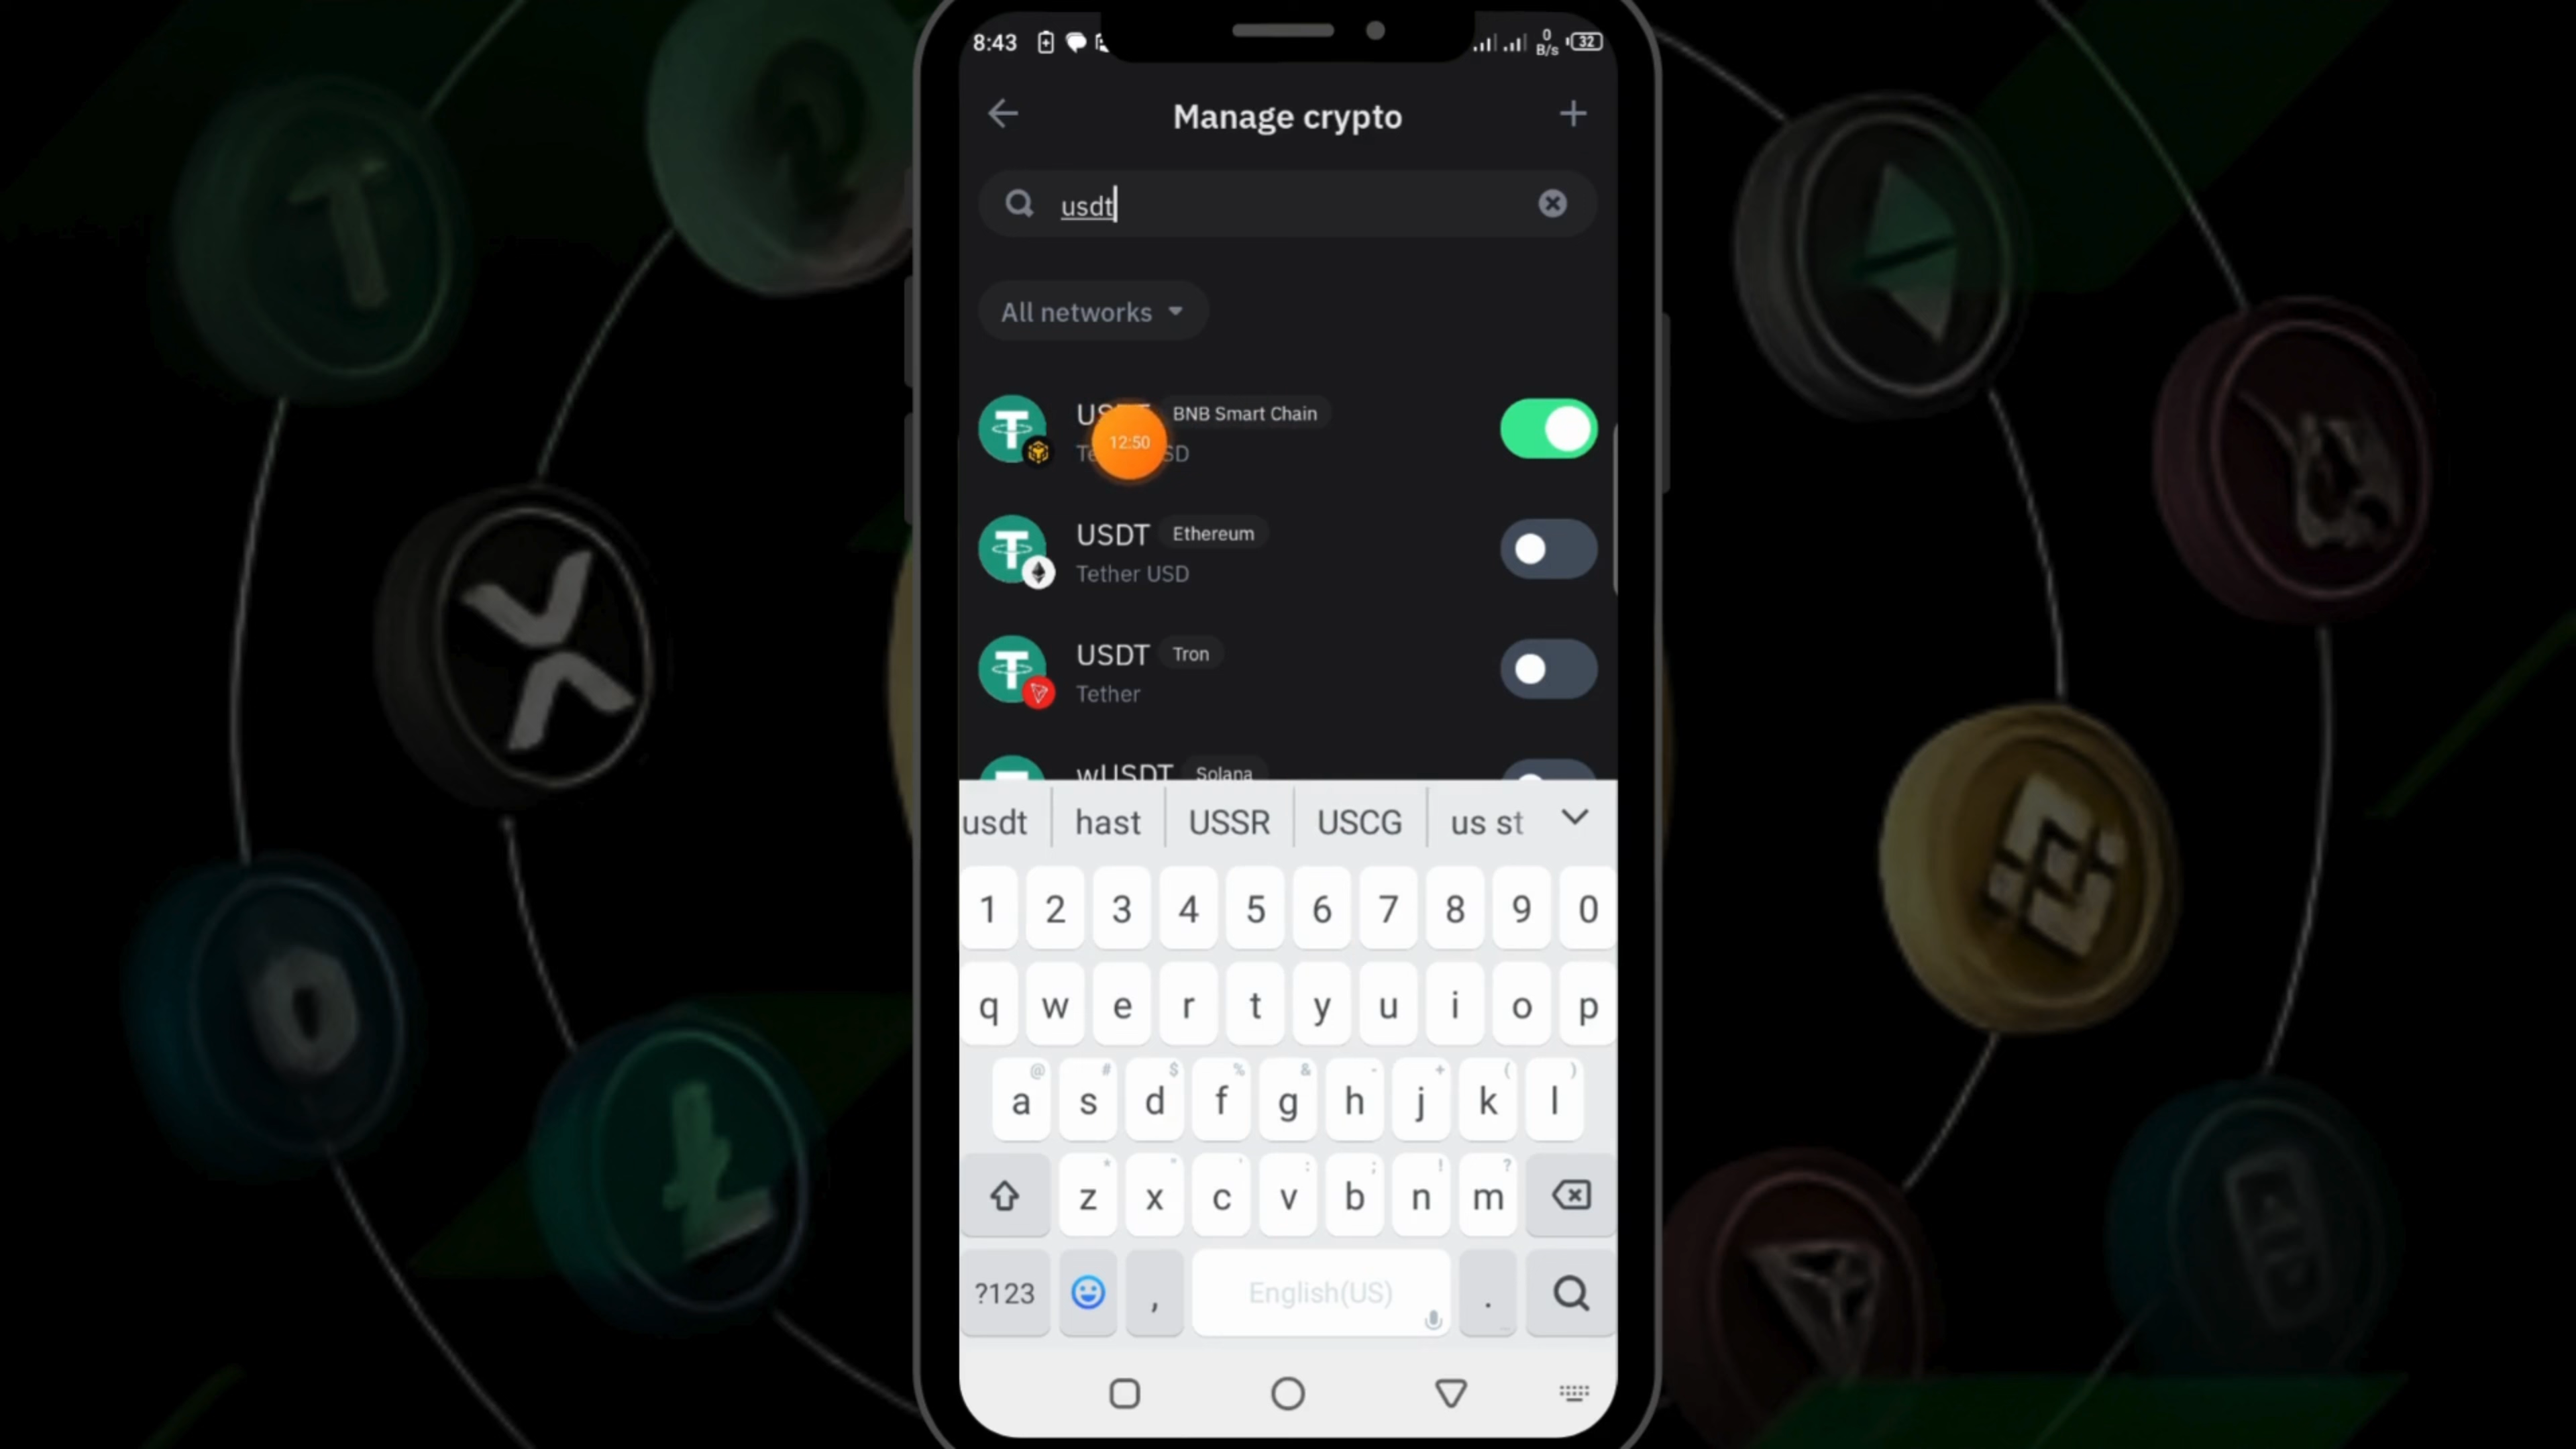 8:43
0
B/s
32
Manage crypto
usdt
All networks
BNB Smart Chain
12:50
USDT Ethereum
Tether USD
USDT Tron
Tether
wUSDT Solana
usdt hast USSR USCG us st
1 2 3 4 5 6 7 8 9 0
q w e r t y u i o p
@ # $ % & - + ( )
a s d f g h j k l
* " ' : ; ! ?
z x c v b n m
?123 , English(US) .